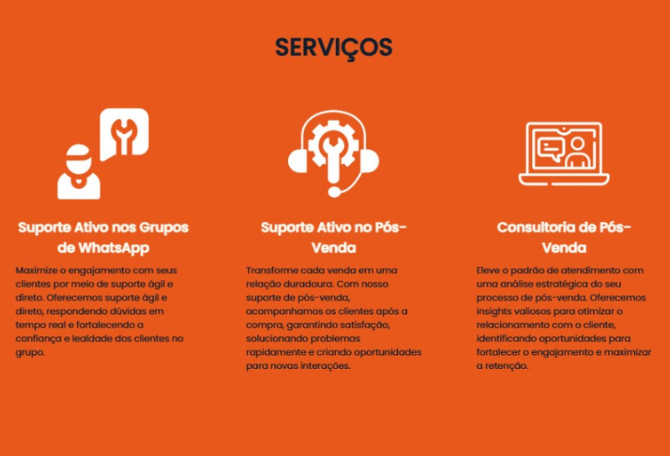 SERVIÇOS
Suporte Ativo nos Grupos
de WhatsApp
Maximize o engajamento com seus
clientes por meio de suporte ágil e
direto. Oferecemos suporte ágil e
direto, respondendo dúvidas em
tempo real e fortalecendo a
confiança e lealdade dos clientes no
grupo.
Suporte Ativo no Pós-
Venda
Transforme cada venda em uma
relação duradoura. Com nosso
suporte de pós-venda,
acompanhamos os clientes após a
compra, garantindo satisfação,
solucionando problemas
rapidamente e criando oportunidades
para novas interações.
Consultoria de Pós-
Venda
Eleve o padrão de atendimento com
uma análise estratégica do seu
processo de pós-venda. Oferecemos
insights valiosos para otimizar o
relacionamento com o cliente,
identificando oportunidades para
fortalecer o engajamento e maximizar
a retenção.